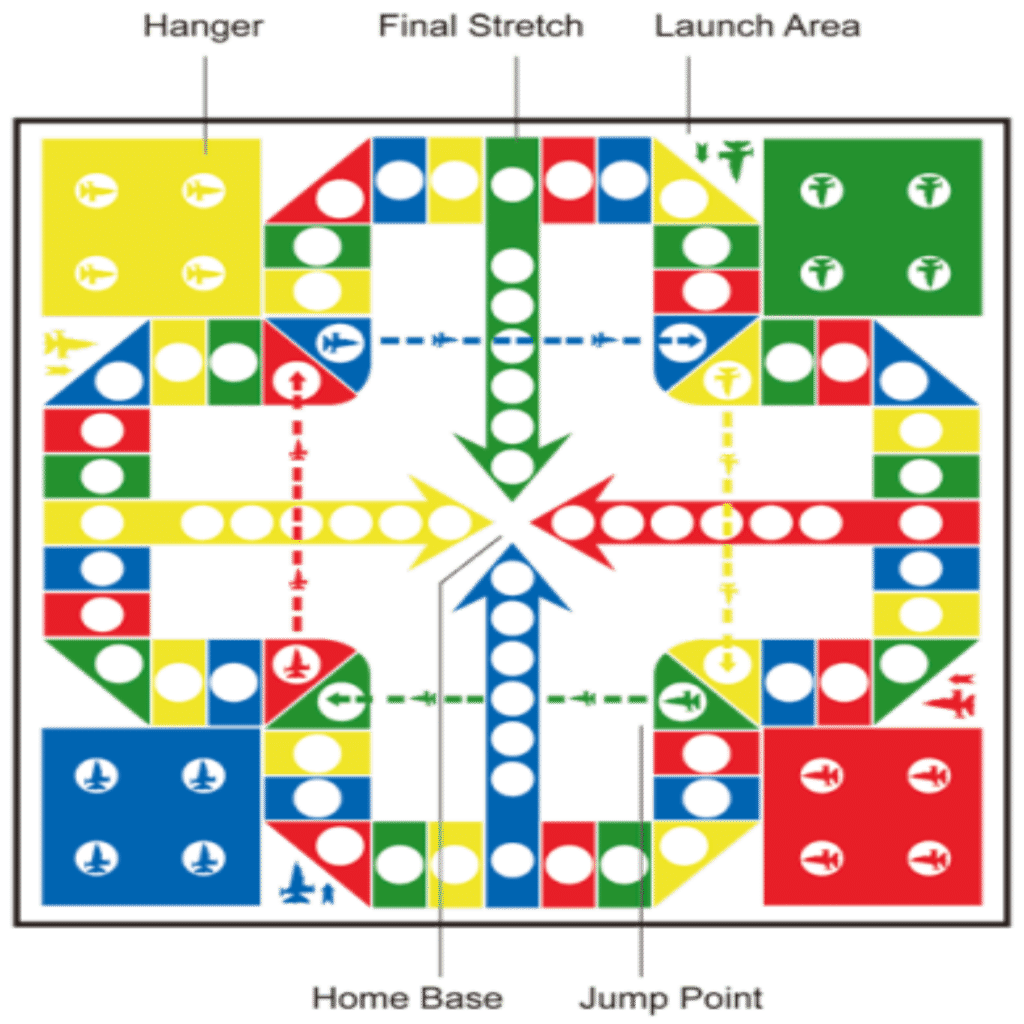 Hanger
Final Stretch
Launch Area
Home Base
Jump Point